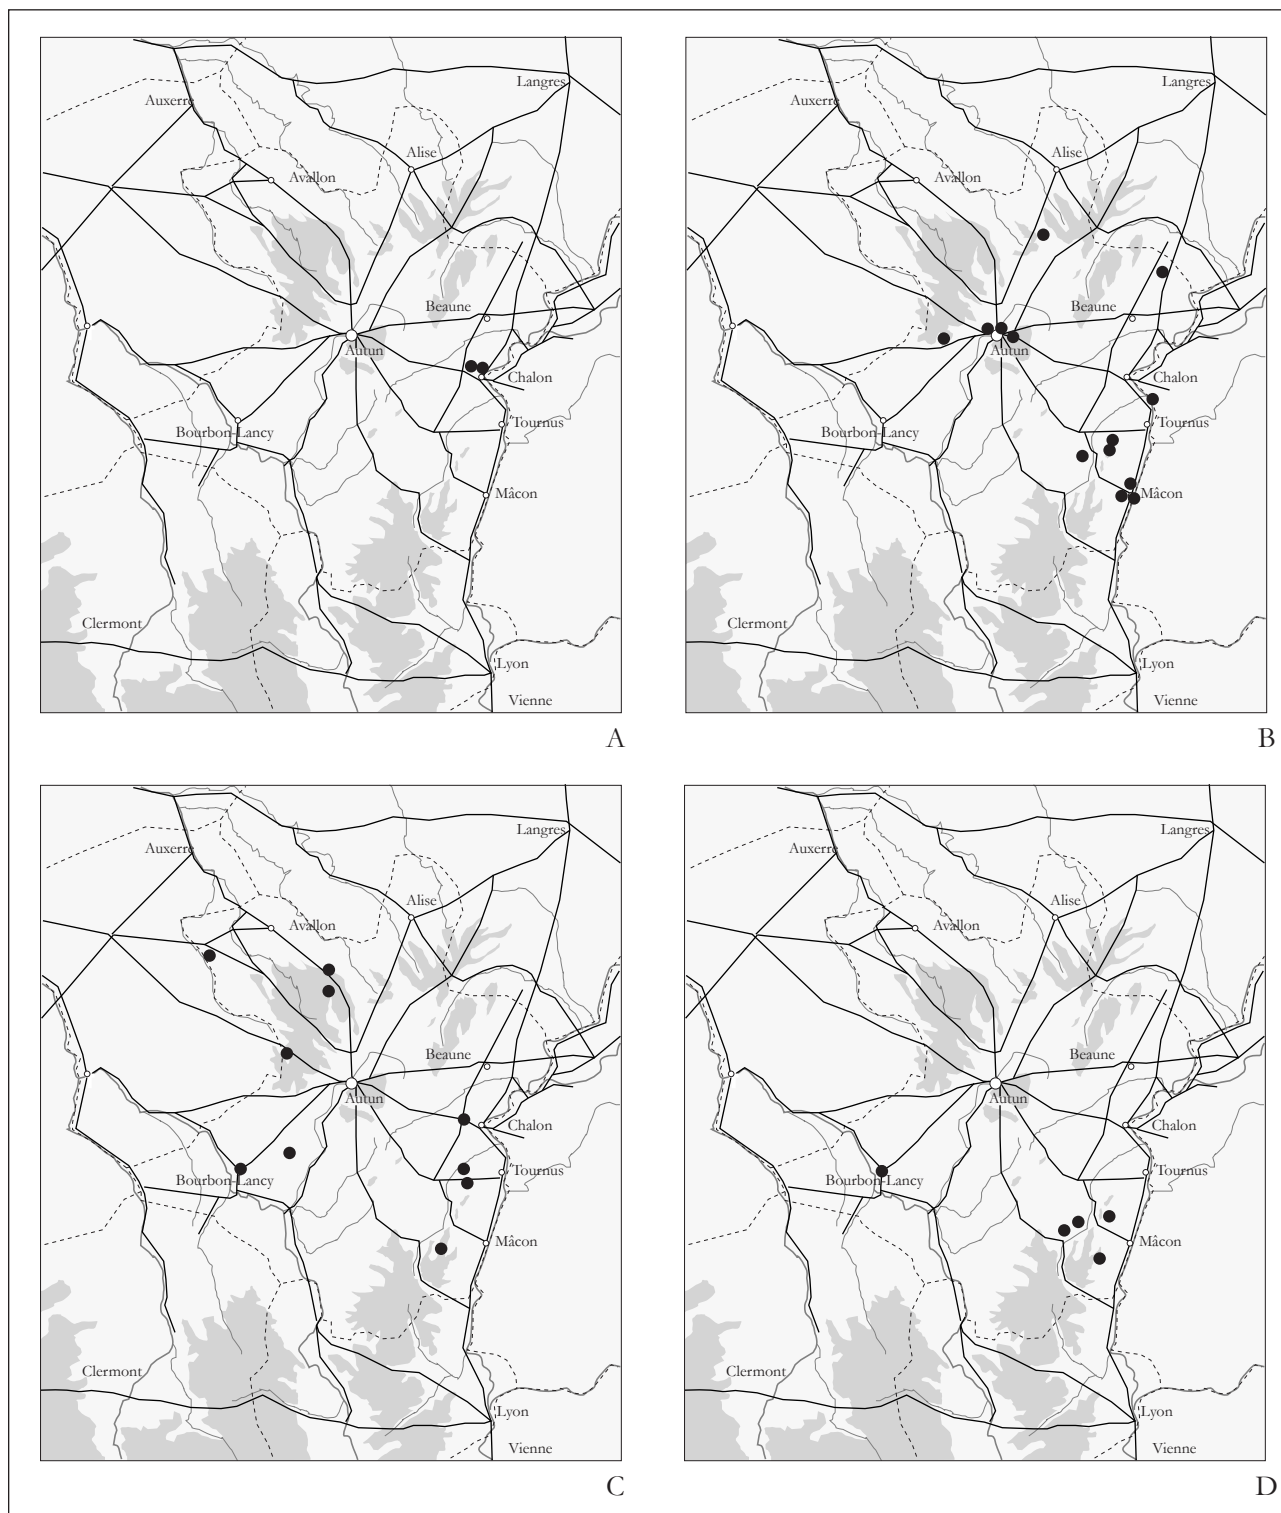 Langres
Auxerre
Alise
Avallon
Beaune
Autun
Chalon
Tournus
Bourbon-Lancy
Mâcon
Clermont
Lyon
Vienne
A
Langres
Auxerre
Alise
Avallon
Beaune
Autun
Chalon
Tournus
Bourbon-Lancy
Mâcon
Clermont
Lyon
Vienne
B
Langres
Auxerre
Alise
Avallon
Beaune
Autun
Chalon
Tournus
Bourbon-Lancy
Mâcon
Clermont
Lyon
Vienne
C
Langres
Auxerre
Alise
Avallon
Beaune
Autun
Chalon
Tournus
Bourbon-Lancy
Mâcon
Clermont
Lyon
Vienne
D